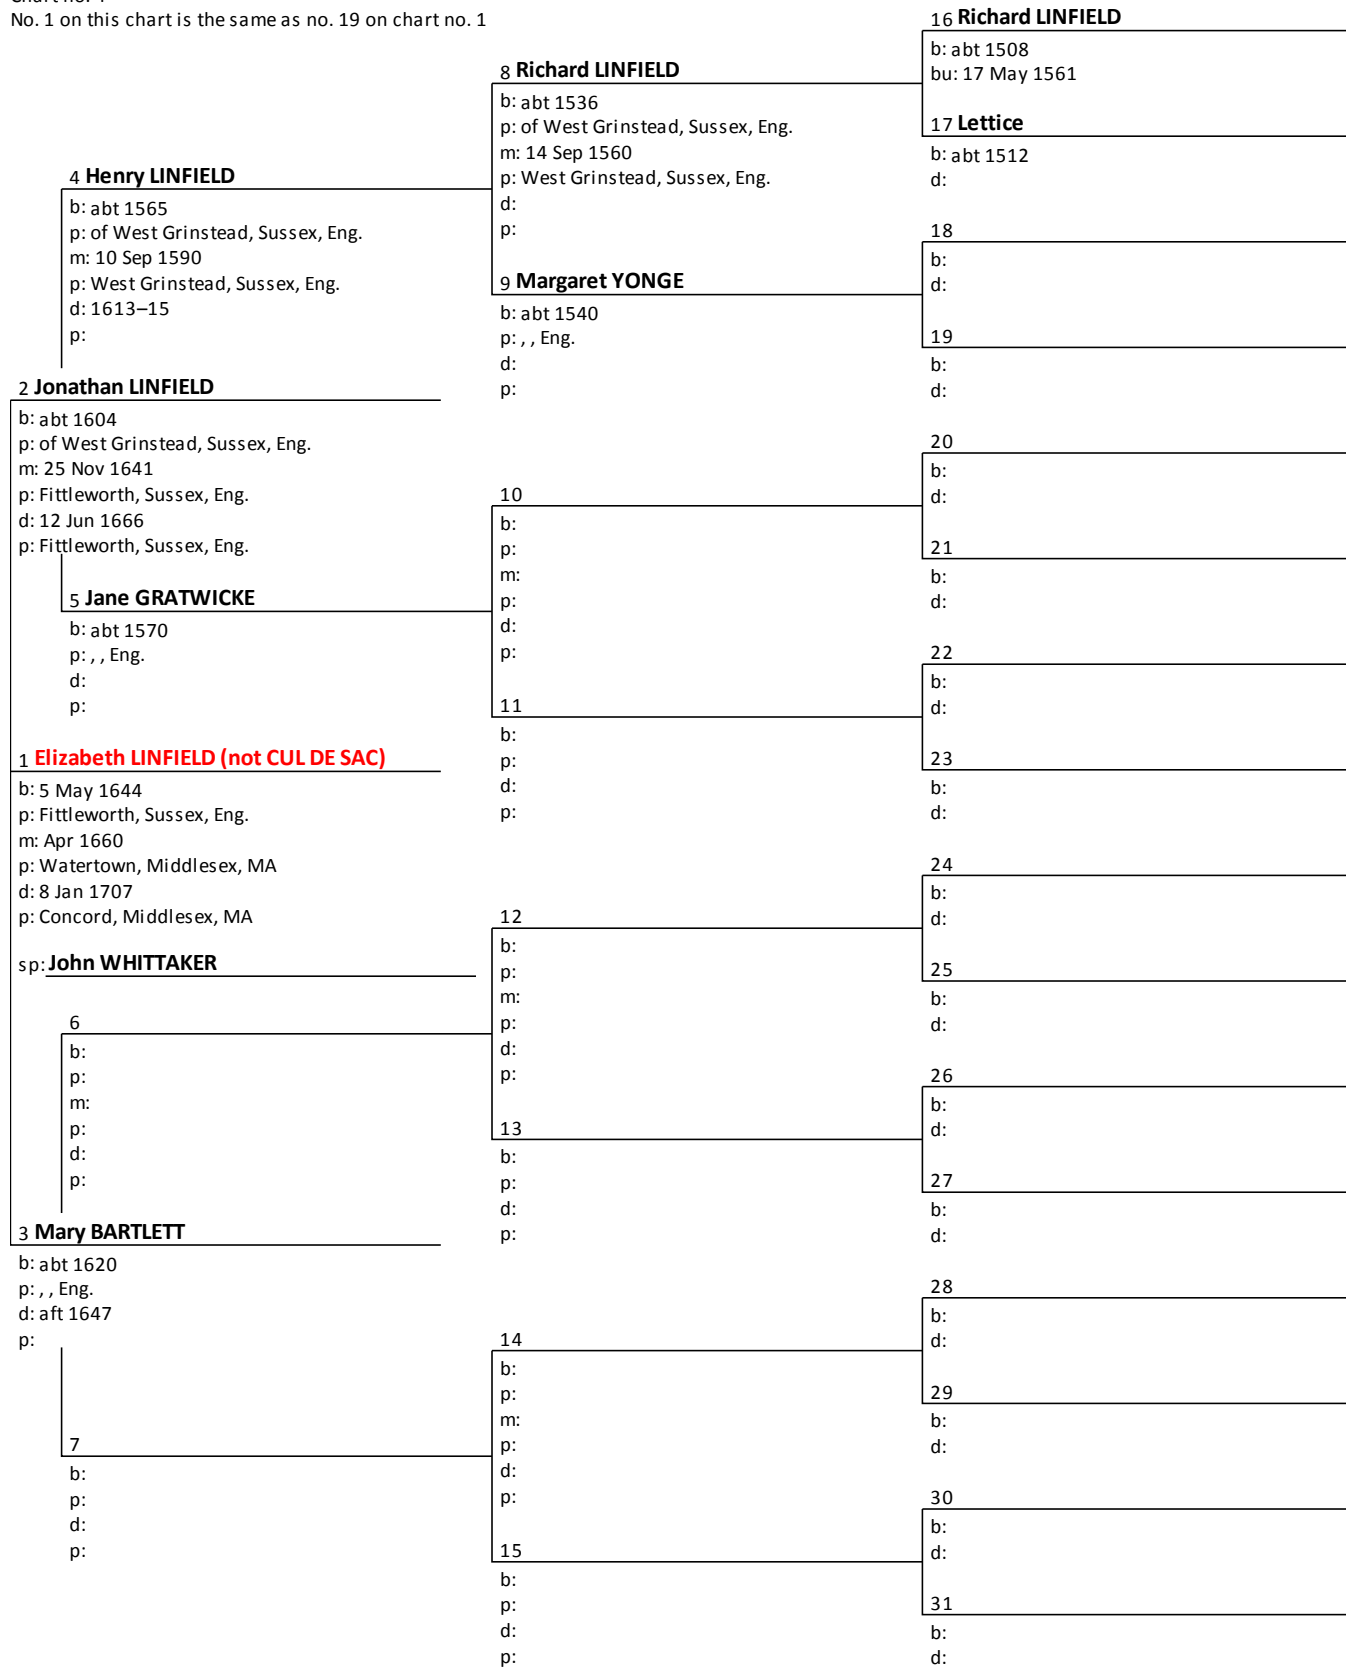 No. 1 on this chart is the same as no. 19 on chart no. 1
16 Richard LINFIELD
b: abt 1508
bu: 17 May 1561
8 Richard LINFIELD
b: abt 1536
p: of West Grinstead, Sussex, Eng.
m: 14 Sep 1560
p: West Grinstead, Sussex, Eng.
d:
p:
17 Lettice
b: abt 1512
d:
4 Henry LINFIELD
b: abt 1565
p: of West Grinstead, Sussex, Eng.
m: 10 Sep 1590
p: West Grinstead, Sussex, Eng.
d: 1613–15
p:
18
b:
d:
9 Margaret YONGE
b: abt 1540
p: , , Eng.
d:
p:
19
b:
d:
2 Jonathan LINFIELD
b: abt 1604
p: of West Grinstead, Sussex, Eng.
m: 25 Nov 1641
p: Fittleworth, Sussex, Eng.
d: 12 Jun 1666
p: Fittleworth, Sussex, Eng.
20
b:
d:
10
b:
p:
m:
p:
d:
p:
21
b:
d:
5 Jane GRATWICKE
b: abt 1570
p: , , Eng.
d:
p:
22
b:
d:
11
b:
p:
d:
p:
23
b:
d:
1 Elizabeth LINFIELD (not CUL DE SAC)
b: 5 May 1644
p: Fittleworth, Sussex, Eng.
m: Apr 1660
p: Watertown, Middlesex, MA
d: 8 Jan 1707
p: Concord, Middlesex, MA
sp: John WHITTAKER
24
b:
d:
12
b:
p:
m:
p:
d:
p:
25
b:
d:
6
b:
p:
m:
p:
d:
p:
26
b:
d:
13
b:
p:
d:
p:
27
b:
d:
3 Mary BARTLETT
b: abt 1620
p: , , Eng.
d: aft 1647
p:
28
b:
d:
14
b:
p:
m:
p:
d:
p:
29
b:
d:
7
b:
p:
d:
p:
30
b:
d:
15
b:
p:
d:
p:
31
b:
d: